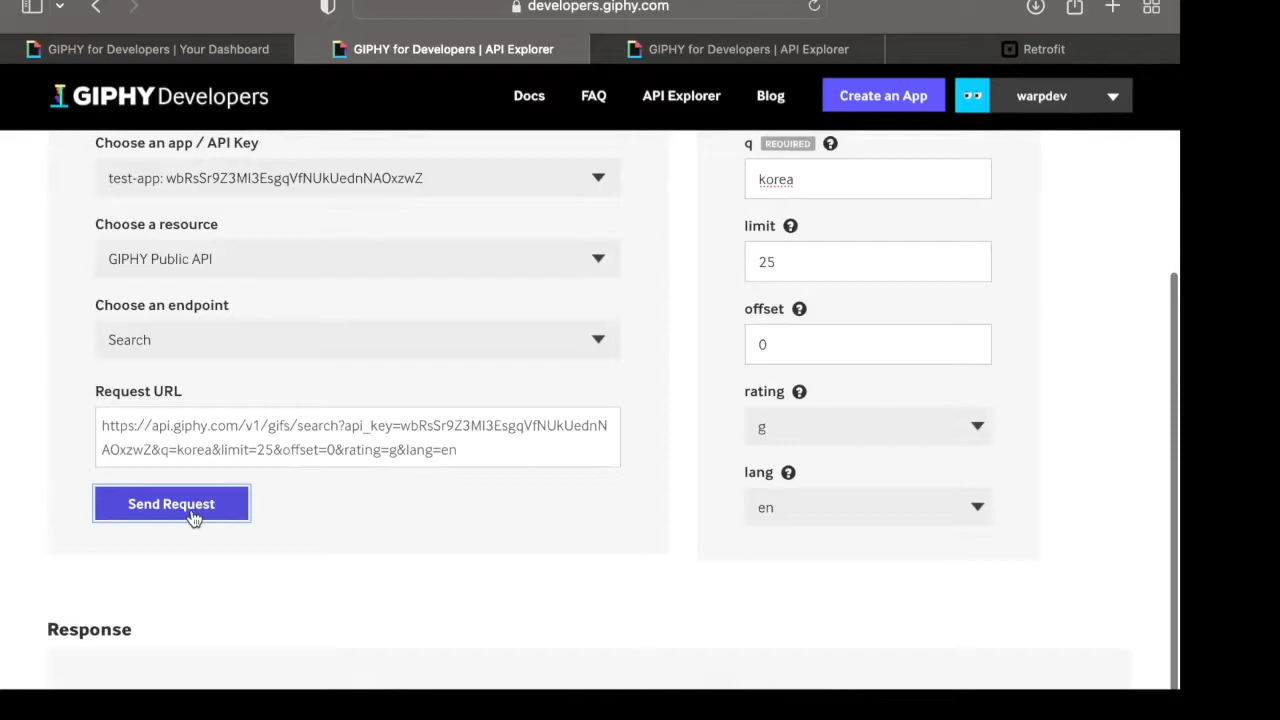 developers.giphy.com
GIPHY for Developers | Your Dashboard
GIPHY for Developers | API Explorer
GIPHY for Developers | API Explorer
Retrofit
GIPHY Developers
Docs
FAQ
API Explorer
Blog
Create an App
warpdev
Choose an app / API Key
test-app: wbRsSr9Z3MI3EsgqVfNUkUednNAOxzwZ
Choose a resource
GIPHY Public API
Choose an endpoint
Search
Request URL
https://api.giphy.com/v1/gifs/search?api_key=wbRsSr9Z3MI3EsgqVfNUkUednN
AOxzwZ&q=korea&limit=25&offset=0&rating=g&lang=en
Send Request
q REQUIRED ?
korea
limit ?
25
offset ?
0
rating ?
g
lang ?
en
Response